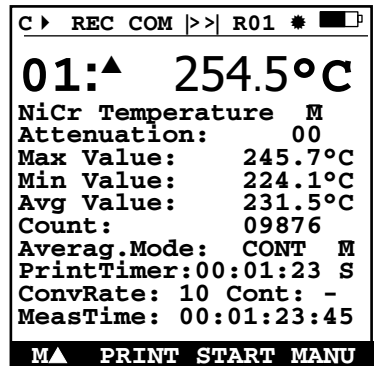 C▶ REC COM |>>| R01 ✹
01:▲ 254.5°C
NiCr Temperature M
Attenuation: 00
Max Value: 245.7°C
Min Value: 224.1°C
Avg Value: 231.5°C
Count: 09876
Averag.Mode: CONT M
PrintTimer:00:01:23 S
ConvRate: 10 Cont: -
MeasTime: 00:01:23:45
M▲ PRINT START MANU